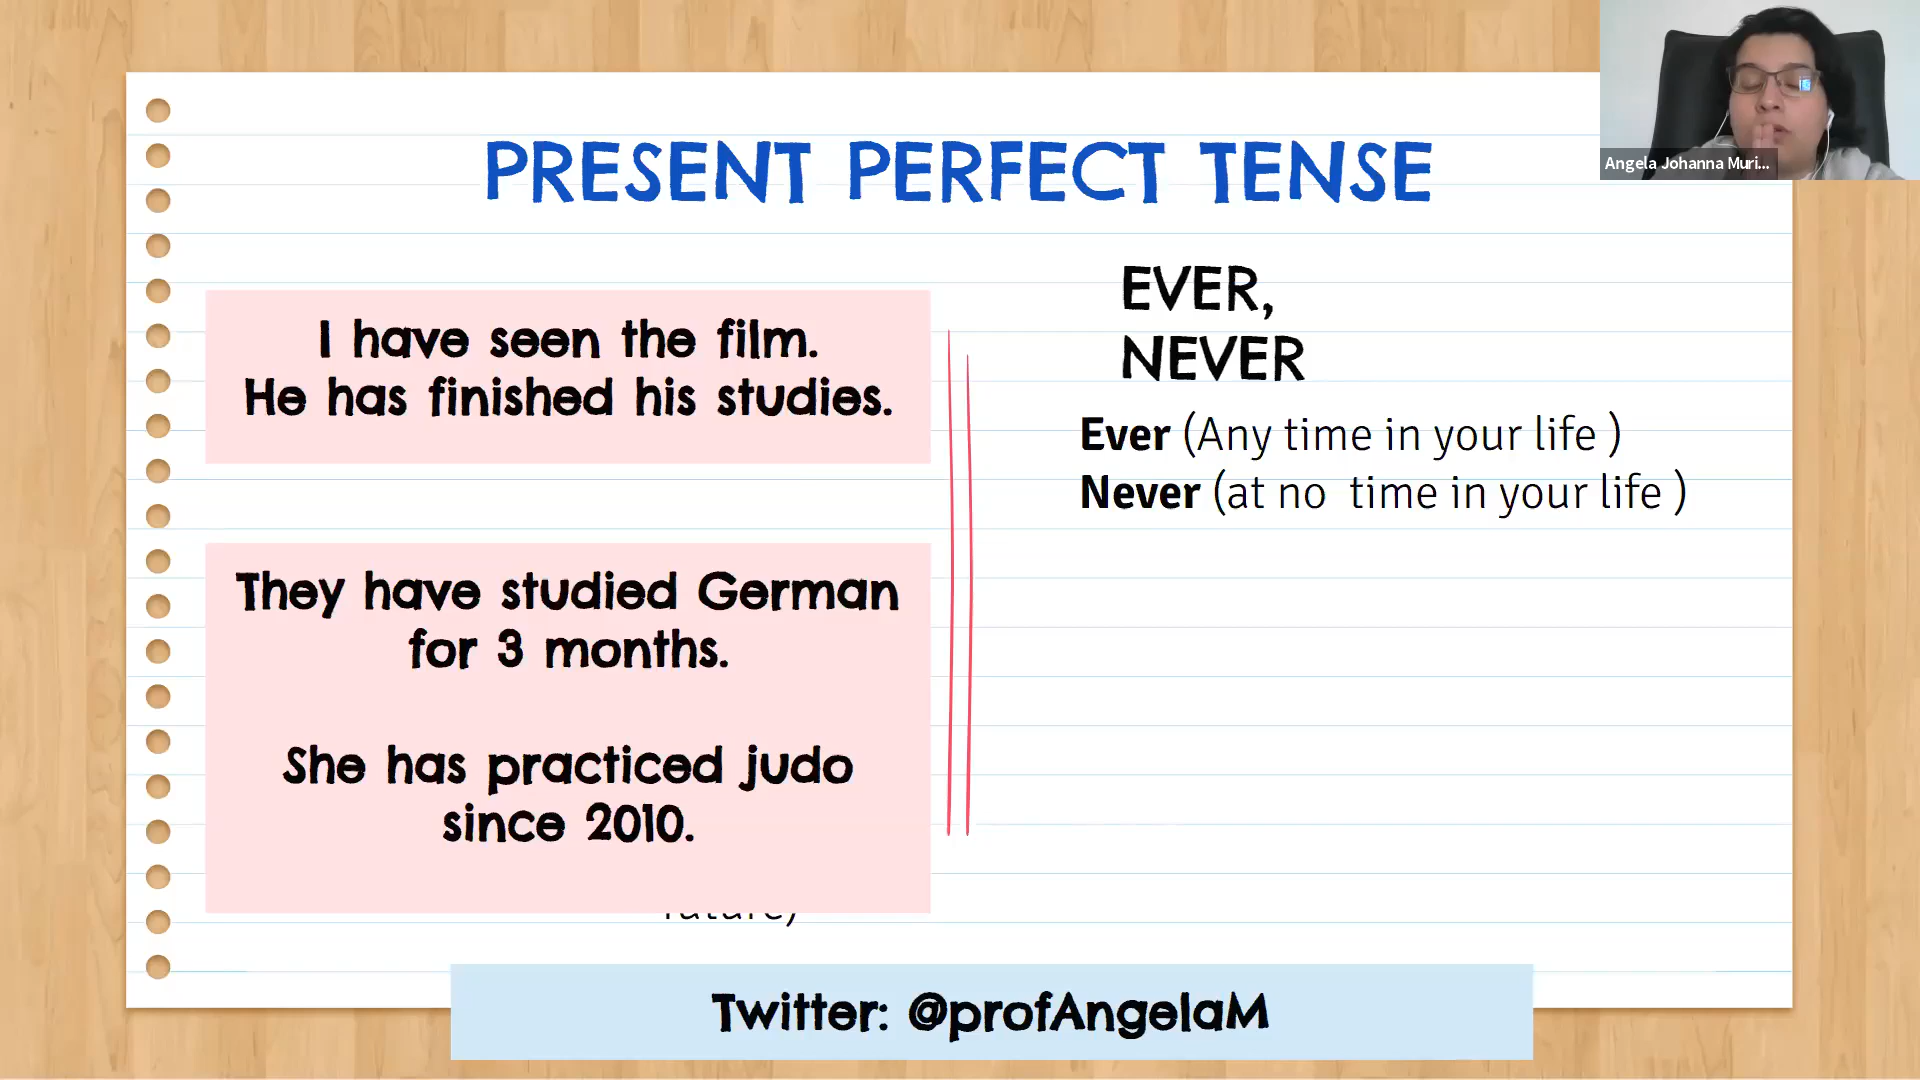 PRESENT PERFECT TENSE
I have seen the film.
He has finished his studies.
They have studied German
for 3 months.
She has practiced judo
since 2010.
EVER,
NEVER
Ever (Any time in your life )
Never (at no  time in your life )
Twitter: @profAngelaM
Angela Johanna Muri...